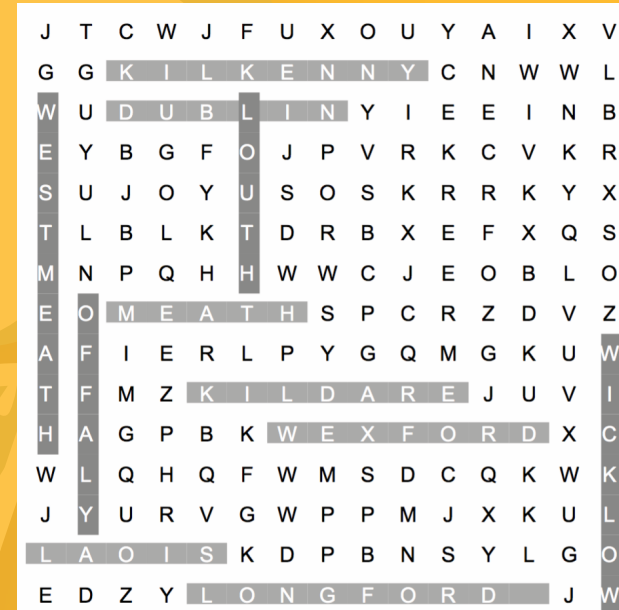 J T C W J F U X O U Y A I X V
G G K I L K E N N Y C N W W L
W U D U B L I N Y I E E I N B
E Y B G F O J P V R K C V K R
S U J O Y U S O S K R R K Y X
T L B L K T D R B X E F X Q S
M N P Q H H W W C J E O B L O
E O M E A T H S P C R Z D V Z
A F I E R L P Y G Q M G K U W
T F M Z K I L D A R E J U V I
H A G P B K W E X F O R D X C
W L Q H Q F W M S D C Q K W K
J Y U R V G W P P M J X K U L
L A O I S K D P B N S Y L G O
E D Z Y L O N G F O R D J W